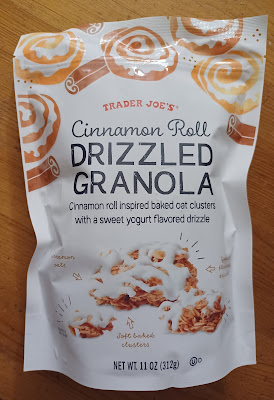 TRADER JOE'S®
Cinnamon Roll
DRIZZLED
GRANOLA
Cinnamon roll inspired baked oat clusters
with a sweet yogurt flavored drizzle
Soft-baked
clusters
NET WT. 11 OZ (312g)